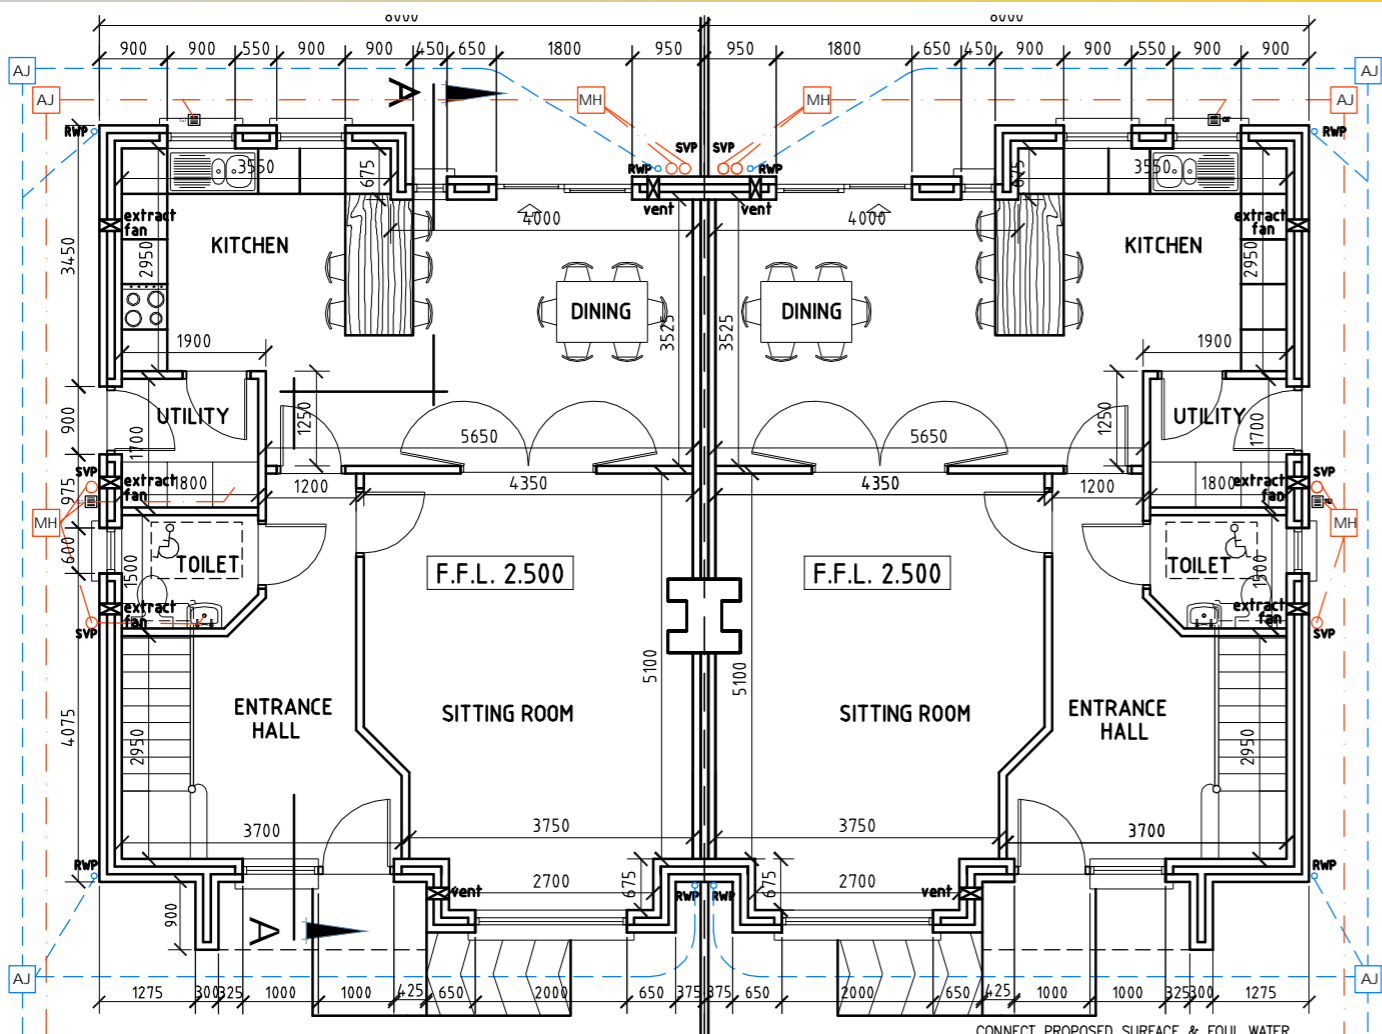 8000 8000
900 900 550 900 900 450 650 1800 950 950 1800 650 450 900 900 550 900 900
AJ AJ
AJ A MH MH AJ
RWP SVP SVP RWP
3550 675 RWP RWP 675 3550
extract fan vent vent extract fan
4000 4000
3450 2950 KITCHEN KITCHEN 2950
DINING DINING
1900 3525 3525 1900
900 UTILITY 1250 1250 UTILITY
1700 5650 5650 1700
SVP SVP
975 extract fan 1800 1200 4350 4350 1200 1800 extract fan
MH MH
600 1500 TOILET F.F.L. 2.500 F.F.L. 2.500 TOILET 1500
extract fan extract fan
SVP SVP
5100 5100
4075 2950 ENTRANCE HALL SITTING ROOM SITTING ROOM ENTRANCE HALL 2950
3700 3750 3750 3700
RWP RWP
vent 2700 675 RWP RWP 675 2700 vent
900 A
AJ AJ
1275 300 325 1000 1000 425 650 2000 650 375 375 650 2000 650 425 1000 1000 325 300 1275
CONNECT PROPOSED SURFACE & FOUL WATER